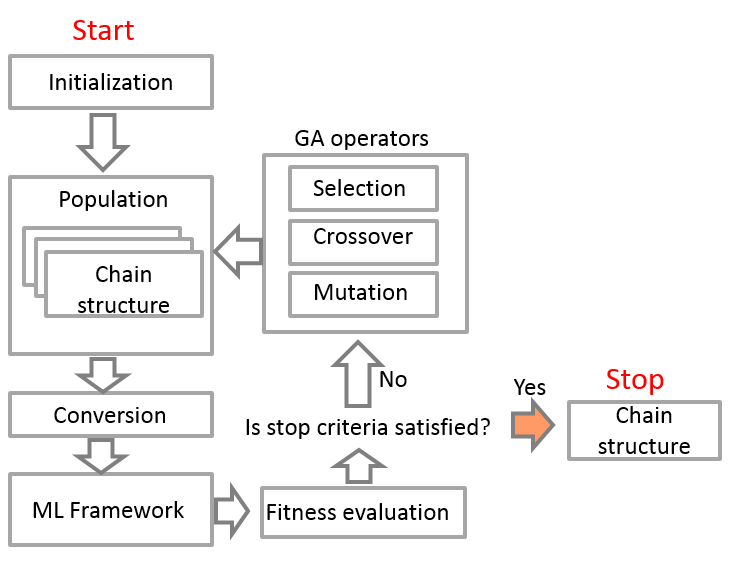 Start
Initialization
Population
Chain
structure
Conversion
ML Framework
GA operators
Selection
Crossover
Mutation
No
Is stop criteria satisfied?
Fitness evaluation
Yes
Stop
Chain
structure